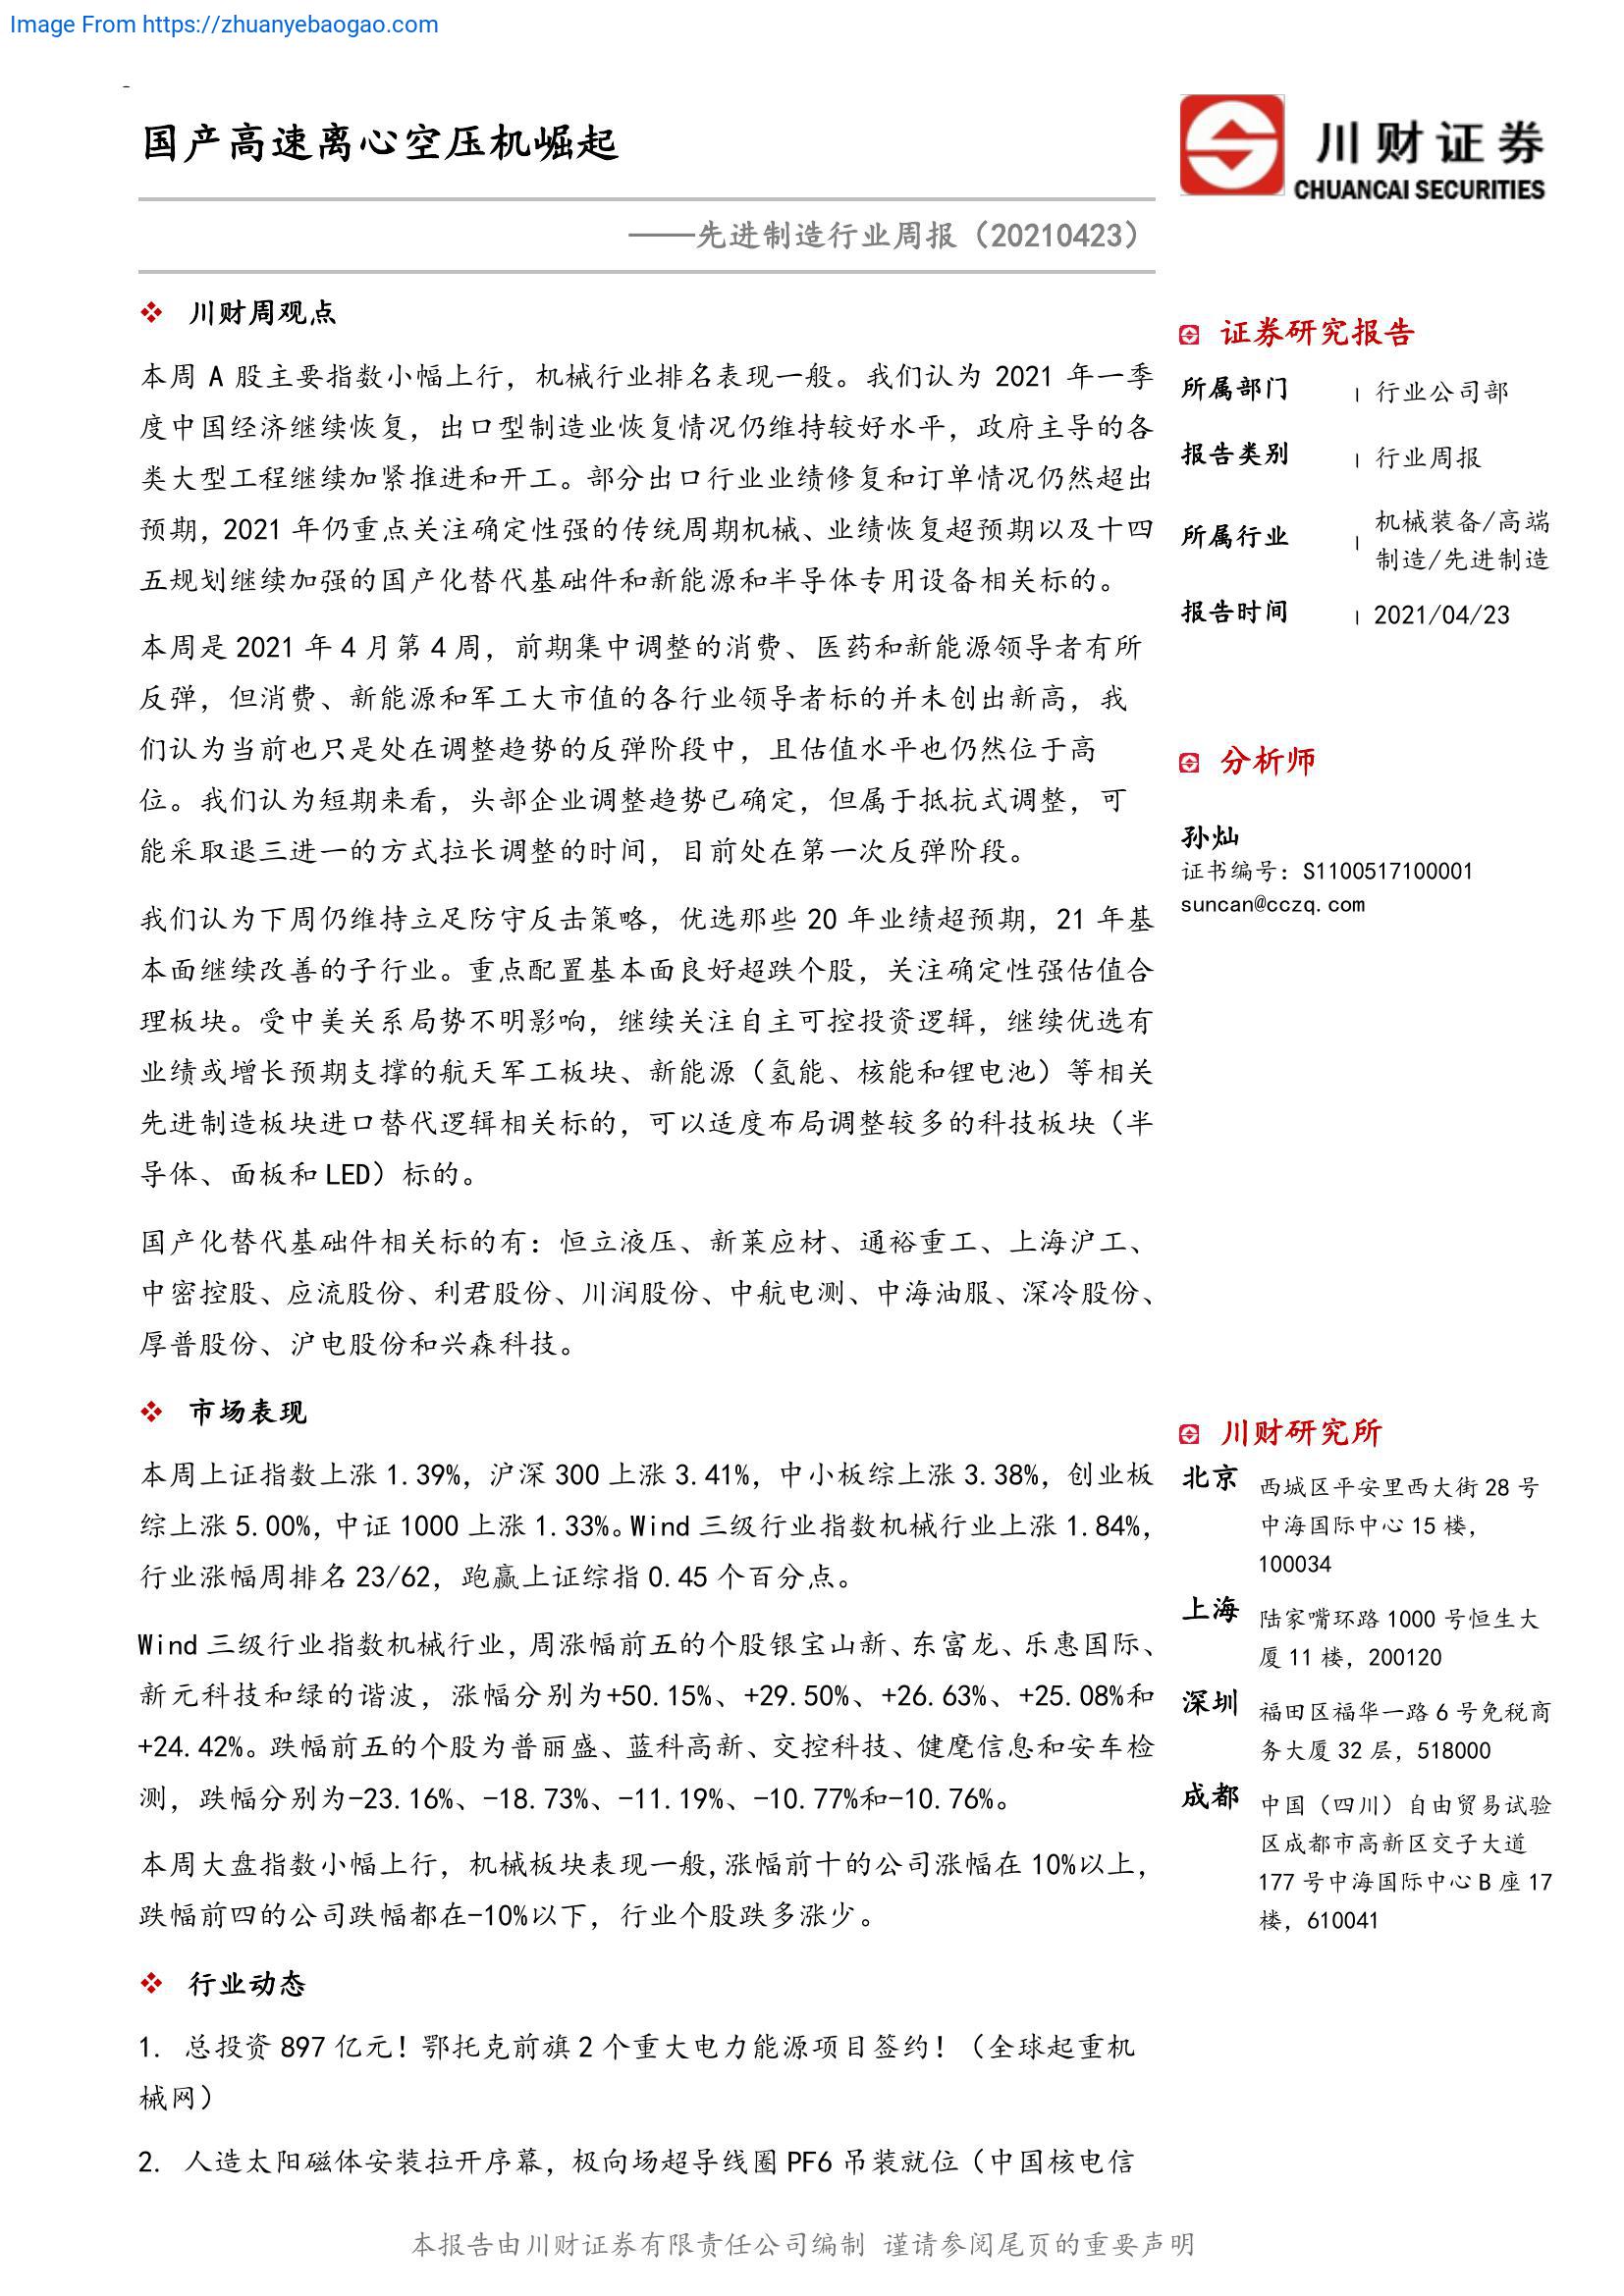 Image From https://zhuanyebaogao.com
国产高速离心空压机崛起
——先进制造行业周报（20210423）
川财证券
CHUANCAI SECURITIES
川财周观点
本周 A 股主要指数小幅上行，机械行业排名表现一般。我们认为 2021 年一季
度中国经济继续恢复，出口型制造业恢复情况仍维持较好水平，政府主导的各
类大型工程继续加紧推进和开工。部分出口行业业绩修复和订单情况仍然超出
预期，2021 年仍重点关注确定性强的传统周期机械、业绩恢复超预期以及十四
五规划继续加强的国产化替代基础件和新能源和半导体专用设备相关标的。
本周是 2021 年 4 月第 4 周，前期集中调整的消费、医药和新能源领导者有所
反弹，但消费、新能源和军工大市值的各行业领导者标的并未创出新高，我
们认为当前也只是处在调整趋势的反弹阶段中，且估值水平也仍然位于高
位。我们认为短期来看，头部企业调整趋势已确定，但属于抵抗式调整，可
能采取退三进一的方式拉长调整的时间，目前处在第一次反弹阶段。
我们认为下周仍维持立足防守反击策略，优选那些 20 年业绩超预期，21 年基
本面继续改善的子行业。重点配置基本面良好超跌个股，关注确定性强估值合
理板块。受中美关系局势不明影响，继续关注自主可控投资逻辑，继续优选有
业绩或增长预期支撑的航天军工板块、新能源（氢能、核能和锂电池）等相关
先进制造板块进口替代逻辑相关标的，可以适度布局调整较多的科技板块（半
导体、面板和 LED）标的。
国产化替代基础件相关标的有：恒立液压、新莱应材、通裕重工、上海沪工、
中密控股、应流股份、利君股份、川润股份、中航电测、中海油服、深冷股份、
厚普股份、沪电股份和兴森科技。
市场表现
本周上证指数上涨 1.39%，沪深 300 上涨 3.41%，中小板综上涨 3.38%，创业板
综上涨 5.00%，中证 1000 上涨 1.33%。Wind 三级行业指数机械行业上涨 1.84%，
行业涨幅周排名 23/62，跑赢上证综指 0.45 个百分点。
Wind 三级行业指数机械行业，周涨幅前五的个股银宝山新、东富龙、乐惠国际、
新元科技和绿的谐波，涨幅分别为+50.15%、+29.50%、+26.63%、+25.08%和
+24.42%。跌幅前五的个股为普丽盛、蓝科高新、交控科技、健麾信息和安车检
测，跌幅分别为-23.16%、-18.73%、-11.19%、-10.77%和-10.76%。
本周大盘指数小幅上行，机械板块表现一般,涨幅前十的公司涨幅在 10%以上，
跌幅前四的公司跌幅都在-10%以下，行业个股跌多涨少。
行业动态
1. 总投资 897 亿元！鄂托克前旗 2 个重大电力能源项目签约！（全球起重机
械网）
2. 人造太阳磁体安装拉开序幕，极向场超导线圈 PF6 吊装就位（中国核电信
证券研究报告
所属部门 行业公司部
报告类别 行业周报
所属行业 机械装备/高端
制造/先进制造
报告时间 2021/04/23
分析师
孙灿
证书编号：S1100517100001
suncan@cczq.com
川财研究所
北京 西城区平安里西大街 28 号
中海国际中心 15 楼，
100034
上海 陆家嘴环路 1000 号恒生大
厦 11 楼，200120
深圳 福田区福华一路 6 号免税商
务大厦 32 层，518000
成都 中国（四川）自由贸易试验
区成都市高新区交子大道
177 号中海国际中心 B 座 17
楼，610041
本报告由川财证券有限责任公司编制 谨请参阅尾页的重要声明